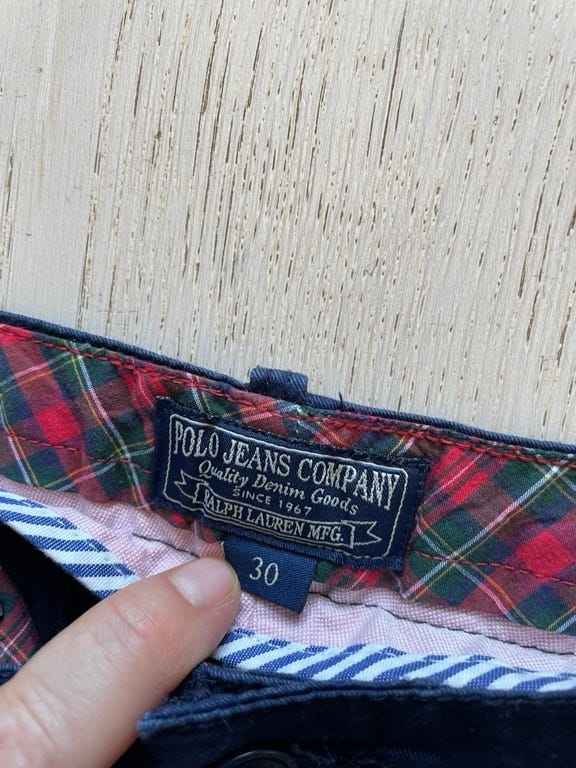 POLO JEANS COMPANY
Quality Denim Goods
SINCE 1967
RALPH LAUREN MFG.
30